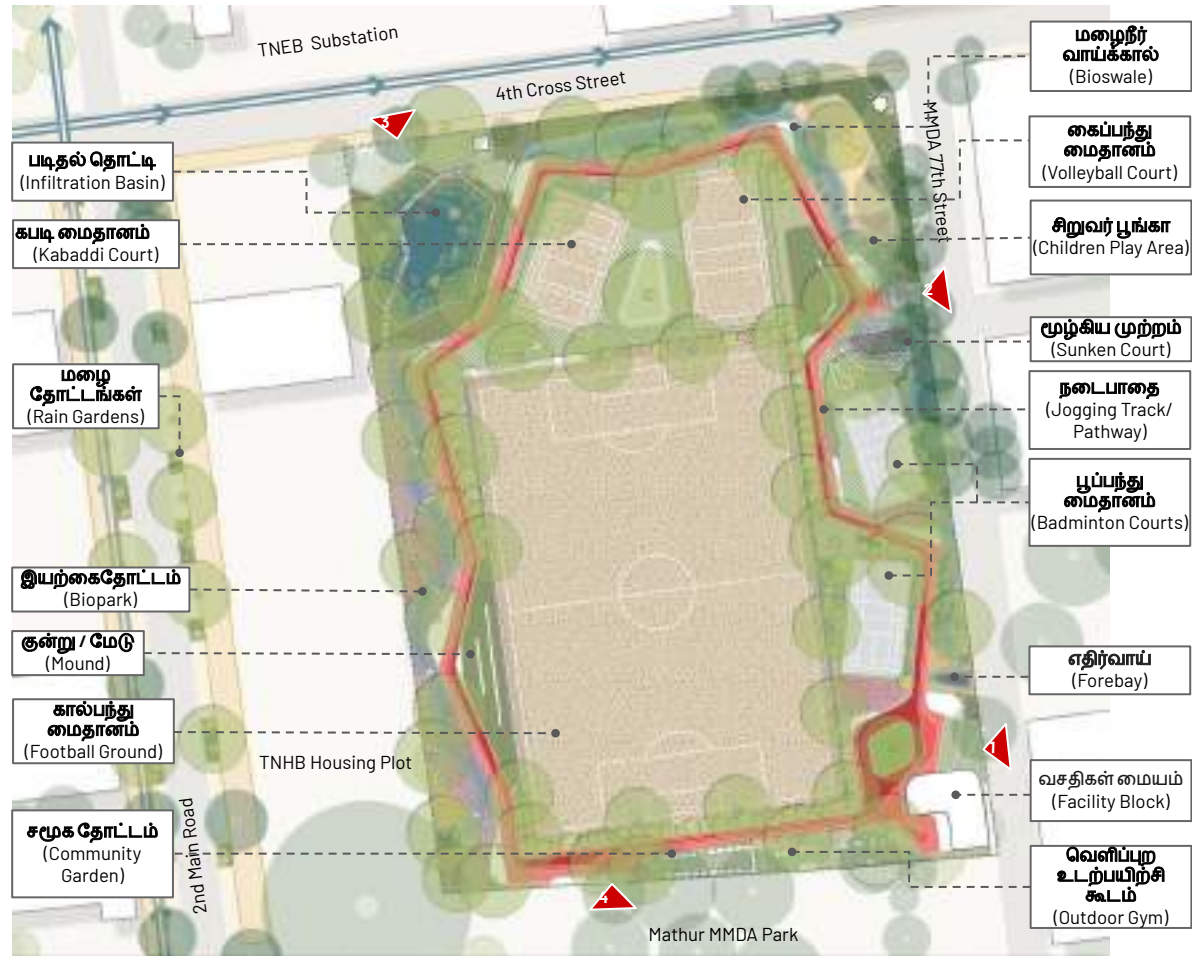 TNEB Substation
4th Cross Street
MMDA 77th Street
3
2
1
4
படிதல் தொட்டி
(Infiltration Basin)
கபடி மைதானம்
(Kabaddi Court)
மழை
தோட்டங்கள்
(Rain Gardens)
இயற்கைதோட்டம்
(Biopark)
குன்று / மேடு
(Mound)
கால்பந்து
மைதானம்
(Football Ground)
சமூக தோட்டம்
(Community
Garden)
TNHB Housing Plot
2nd Main Road
Mathur MMDA Park
மழைநீர்
வாய்க்கால்
(Bioswale)
கைப்பந்து
மைதானம்
(Volleyball Court)
சிறுவர் பூங்கா
(Children Play Area)
மூழ்கிய முற்றம்
(Sunken Court)
நடைபாதை
(Jogging Track/
Pathway)
பூப்பந்து
மைதானம்
(Badminton Courts)
எதிர்வாய்
(Forebay)
வசதிகள் மையம்
(Facility Block)
வெளிப்புற
உடற்பயிற்சி
கூடம்
(Outdoor Gym)